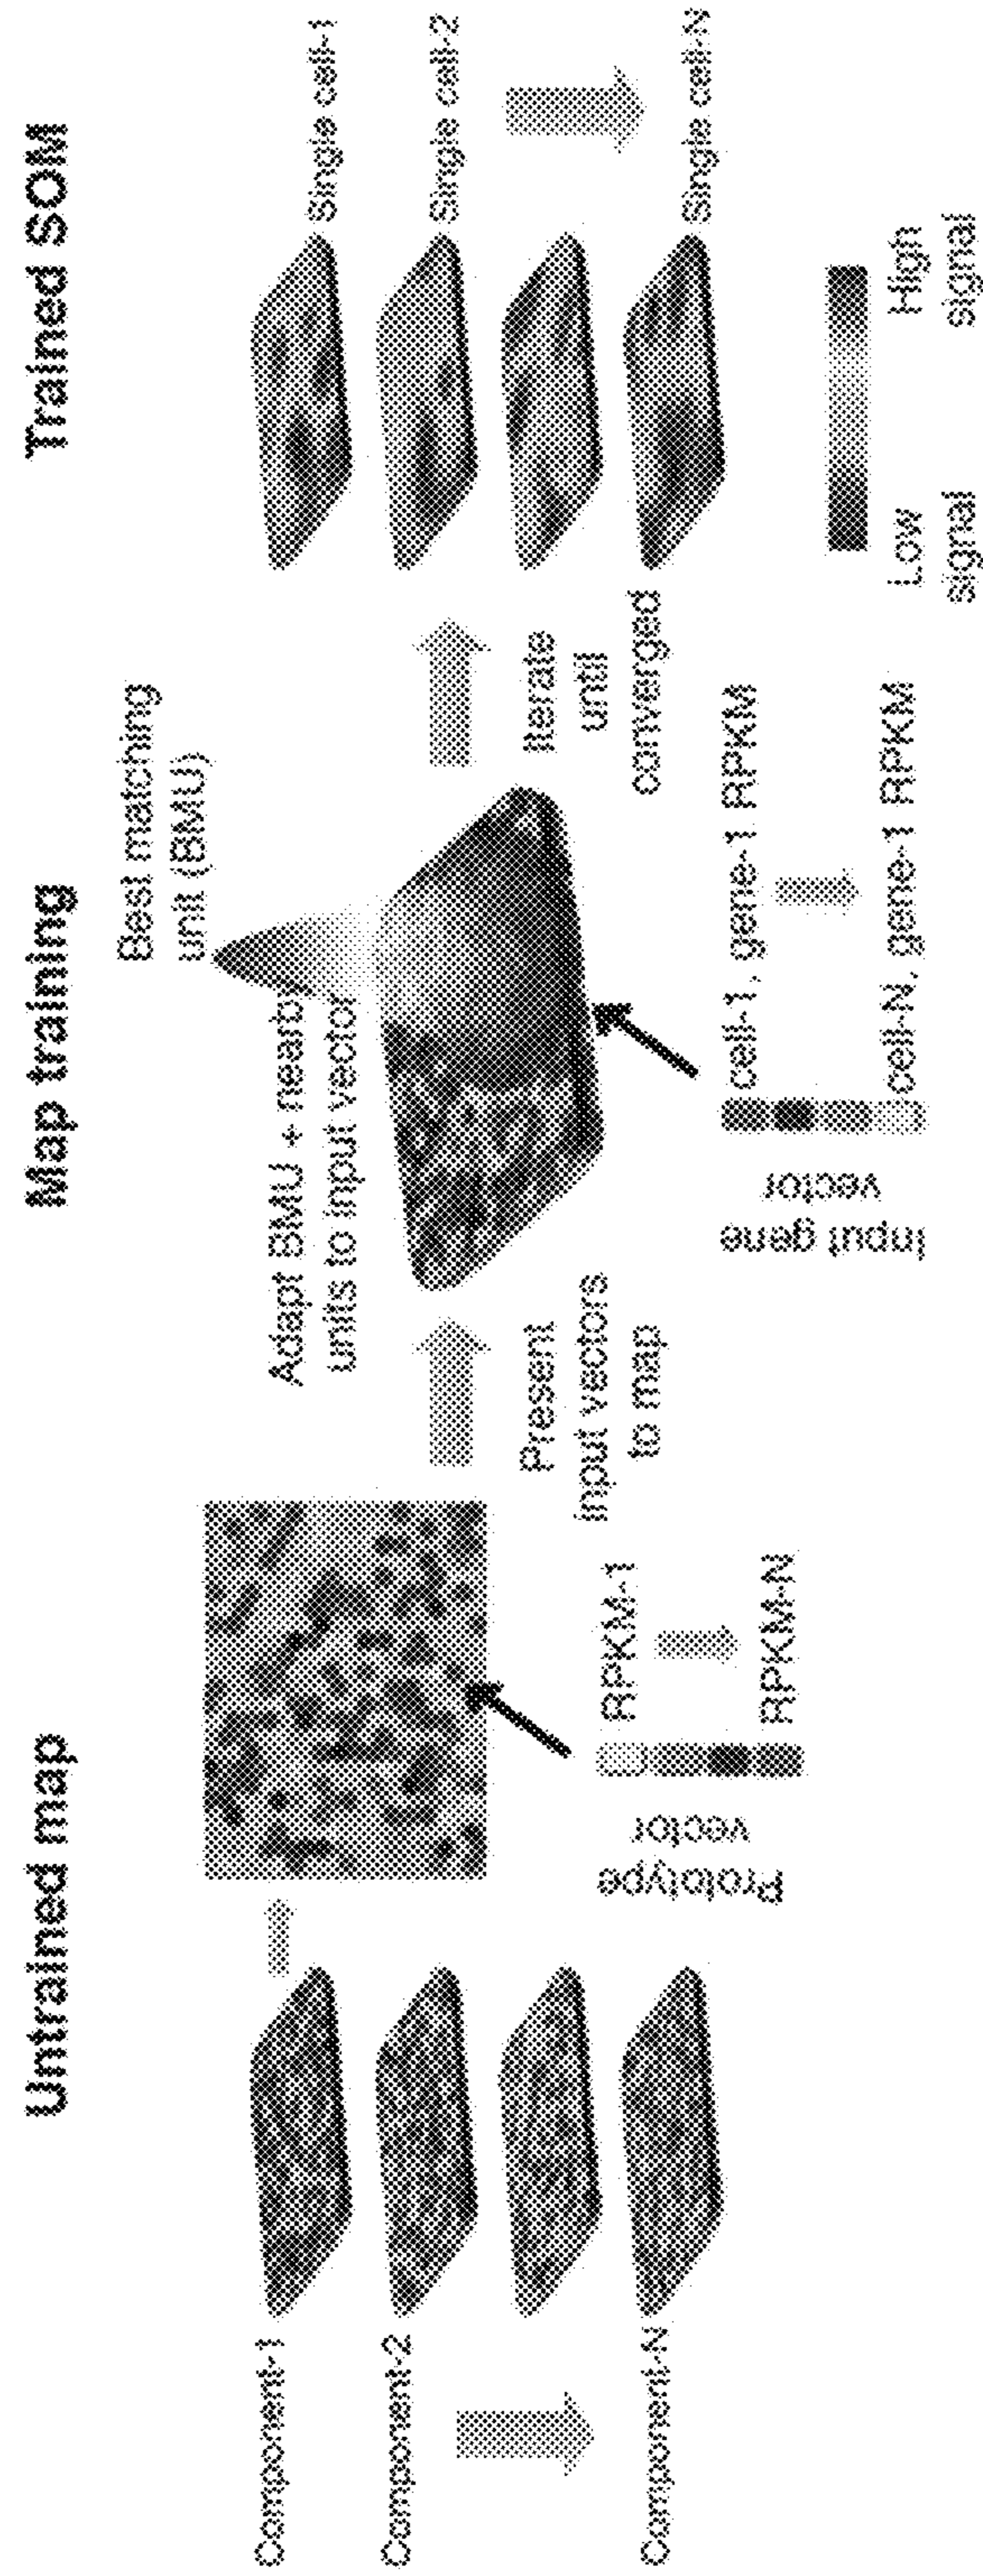 Untrained map
Component-1
Component-2
Component-N
Prototype
vector
RPKM-1
RPKM-N
Present
input vectors
to map
Map training
Best matching
unit (BMU)
Adapt BMU + nearby
units to input vector
Input gene
vector
cell-1, gene-1 RPKM
cell-N, gene-1 RPKM
Iterate
until
converged
Trained SOM
Single cell-1
Single cell-2
Single cell-N
Low
signal
High
signal